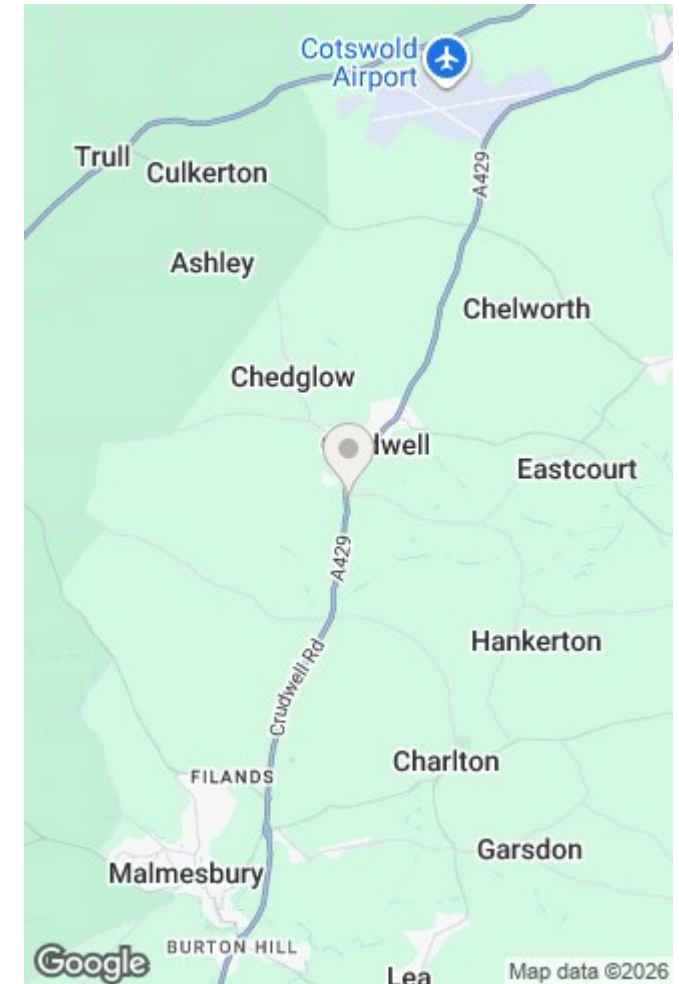 Cotswold
Airport
Trull
Culkerton
A429
Ashley
Chelworth
Chedglow
dwell
Eastcourt
A429
Hankerton
Crudwell Rd
Charlton
FILANDS
Garsdon
Malmesbury
BURTON HILL
Lea
Google
Map data ©2026